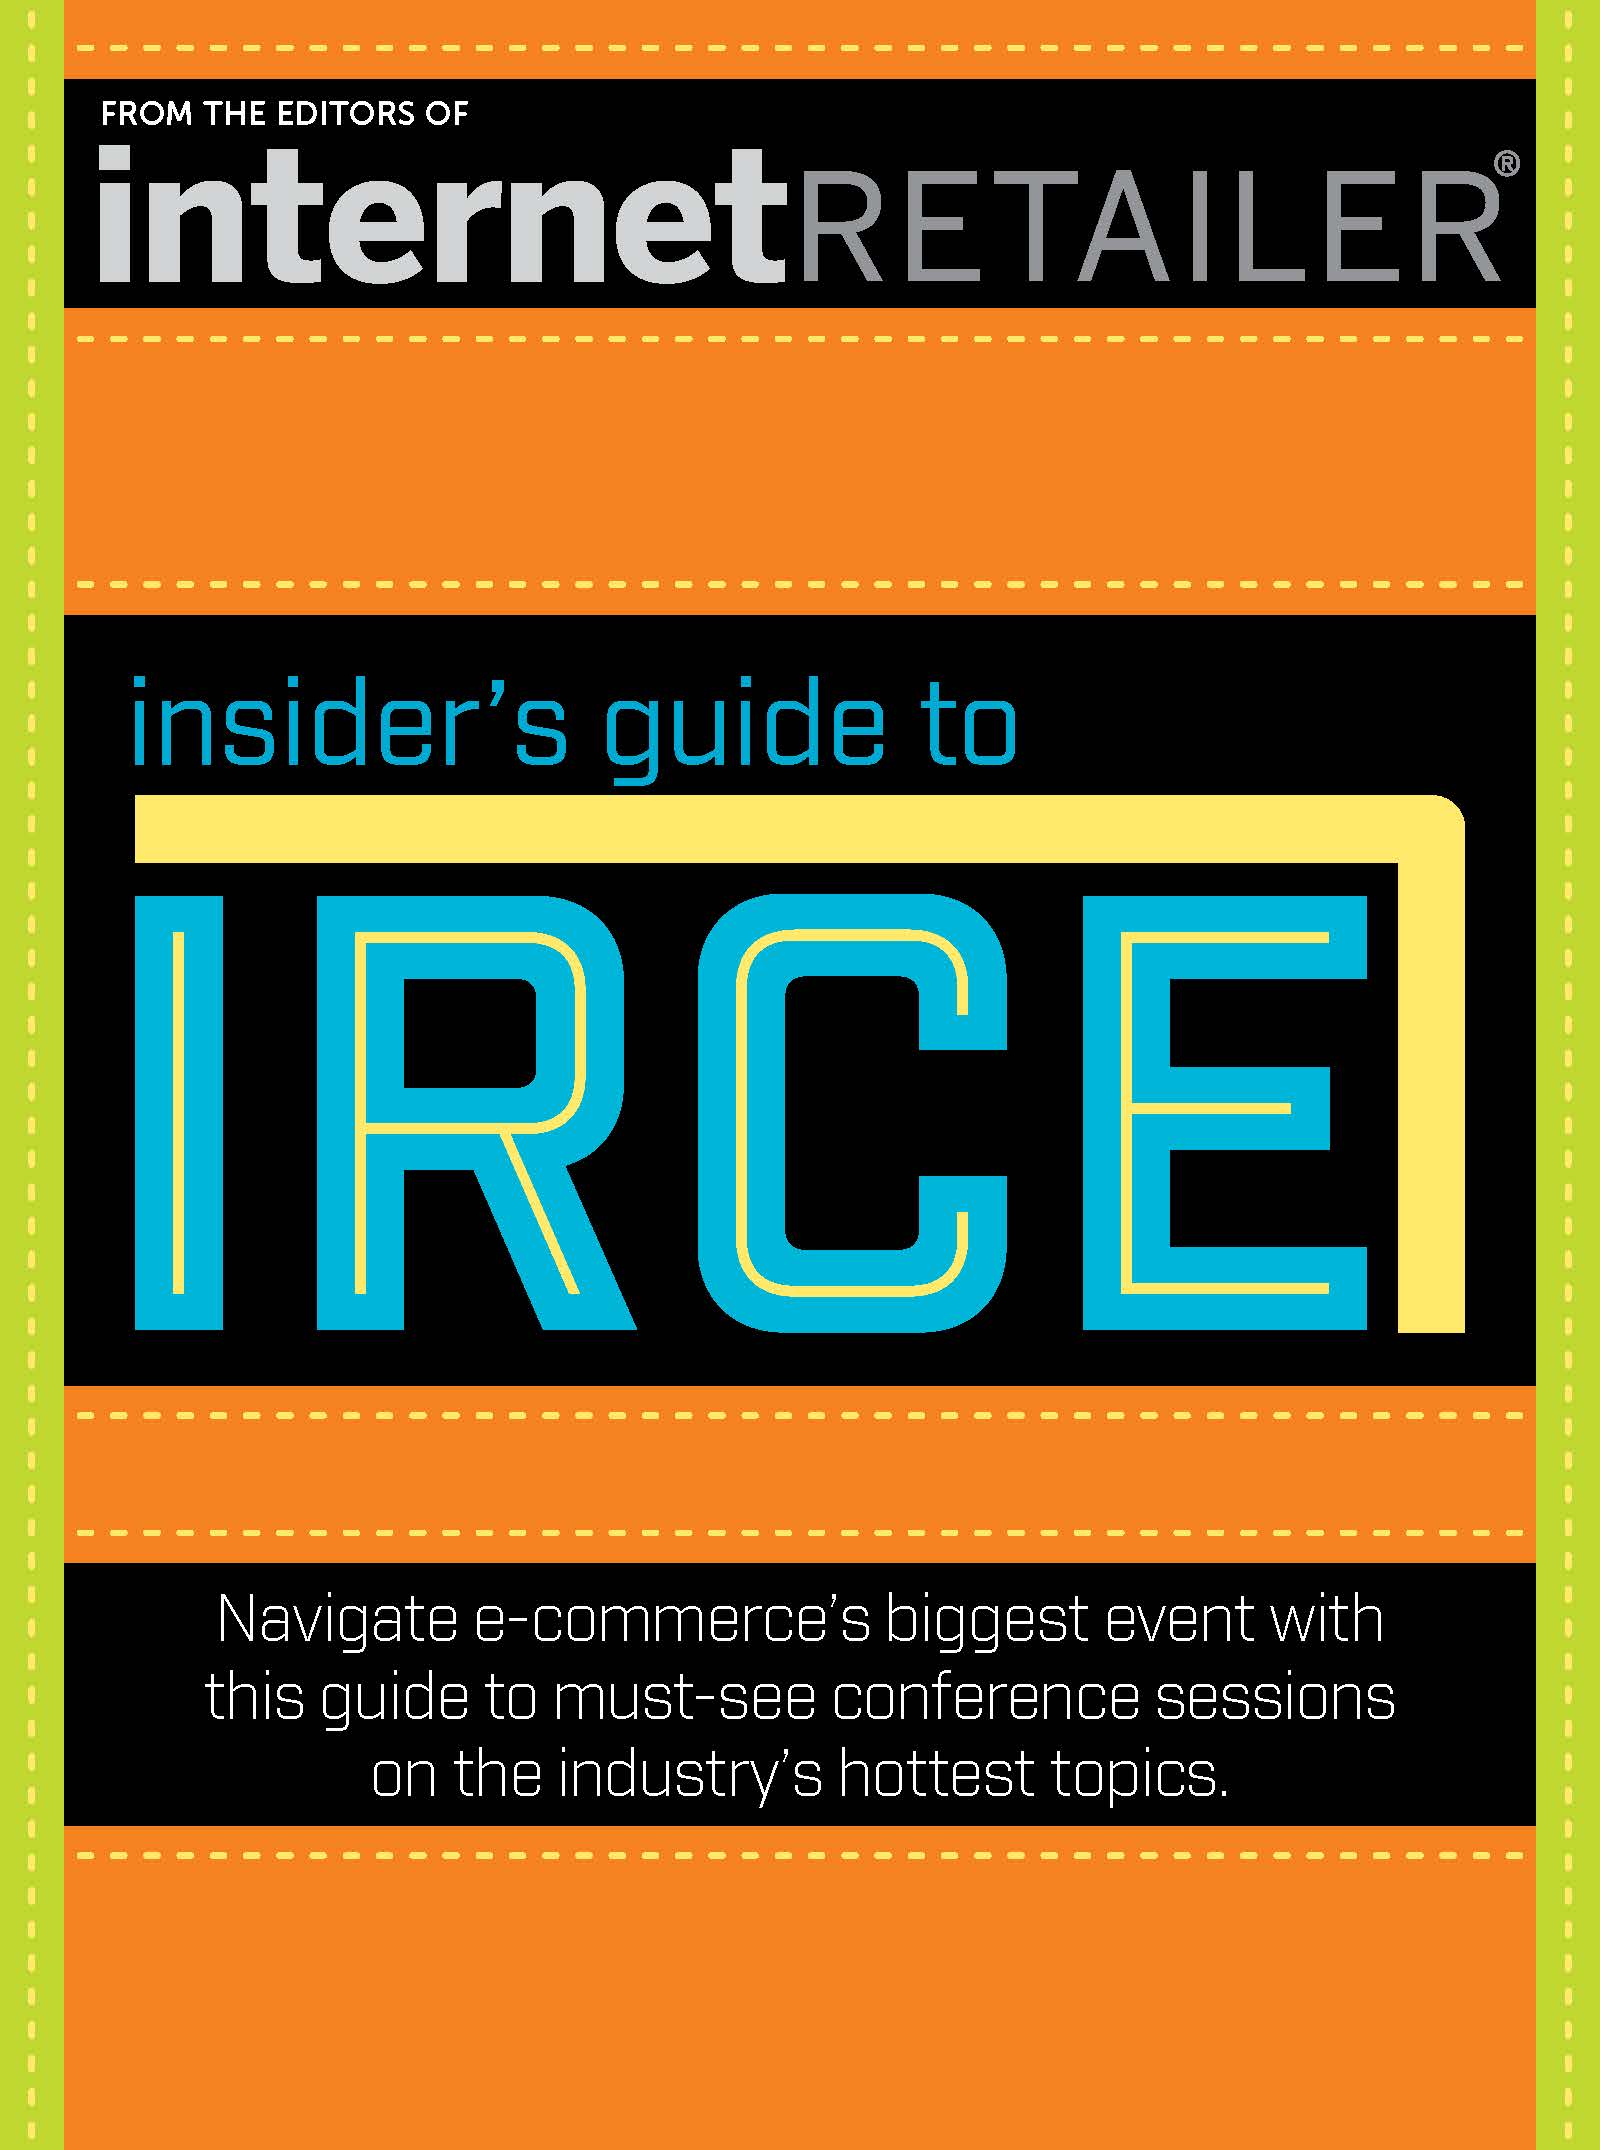 FROM THE EDITORS OF
internetRETAILER®
insider’s guide to
IRCE
Navigate e-commerce’s biggest event with
this guide to must-see conference sessions
on the industry’s hottest topics.